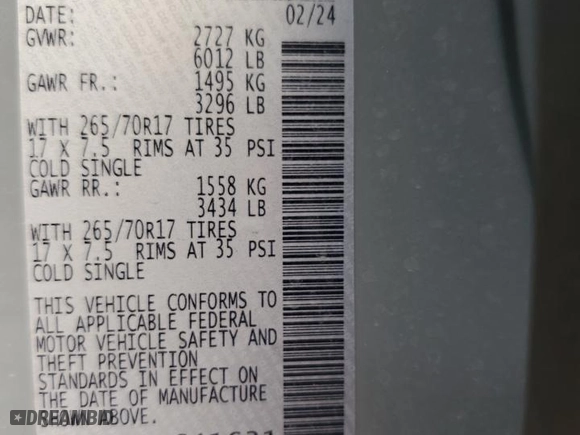 DATE: 02/24
GVWR: 2727 KG
6012 LB
GAWR FR.: 1495 KG
3296 LB
WITH 265/70R17 TIRES
17 X 7.5 RIMS AT 35 PSI
COLD SINGLE
GAWR RR.: 1558 KG
3434 LB
WITH 265/70R17 TIRES
17 X 7.5 RIMS AT 35 PSI
COLD SINGLE
THIS VEHICLE CONFORMS TO
ALL APPLICABLE FEDERAL
MOTOR VEHICLE SAFETY AND
THEFT PREVENTION
STANDARDS IN EFFECT ON
THE DATE OF MANUFACTURE
ABOVE.
DREAMBID